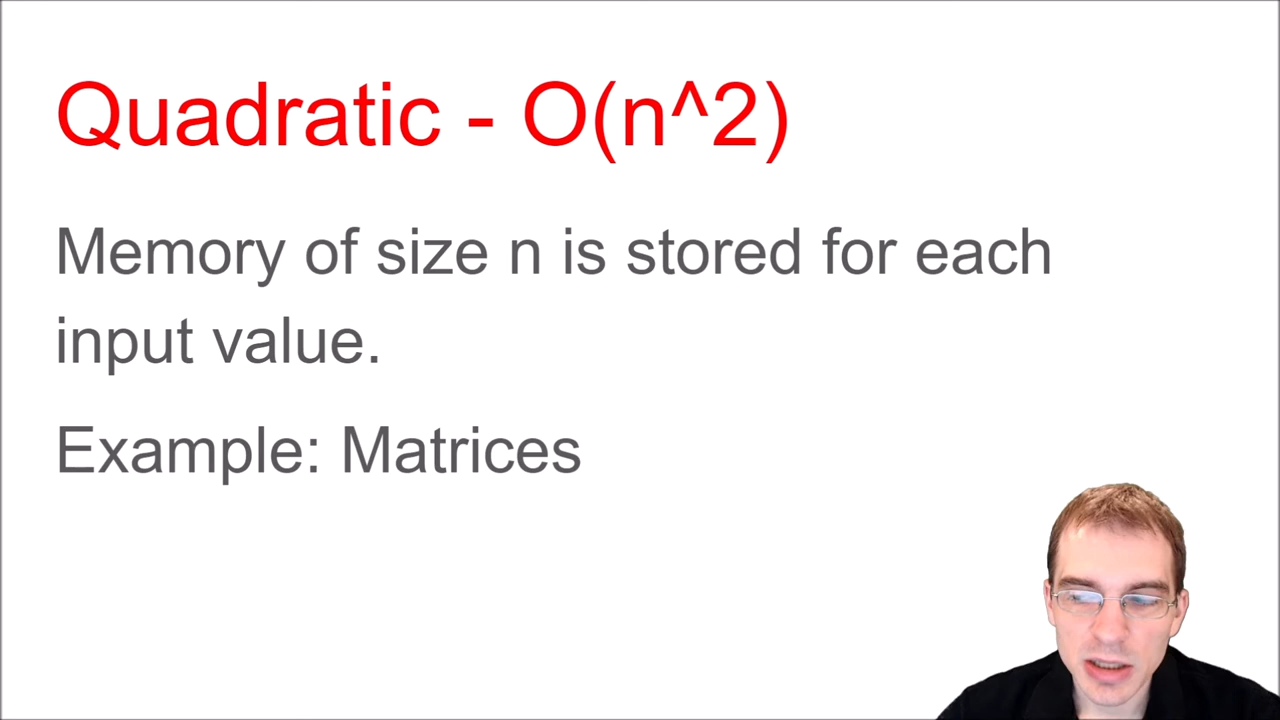 Quadratic - O(n^2)
Memory of size n is stored for each
input value.
Example: Matrices